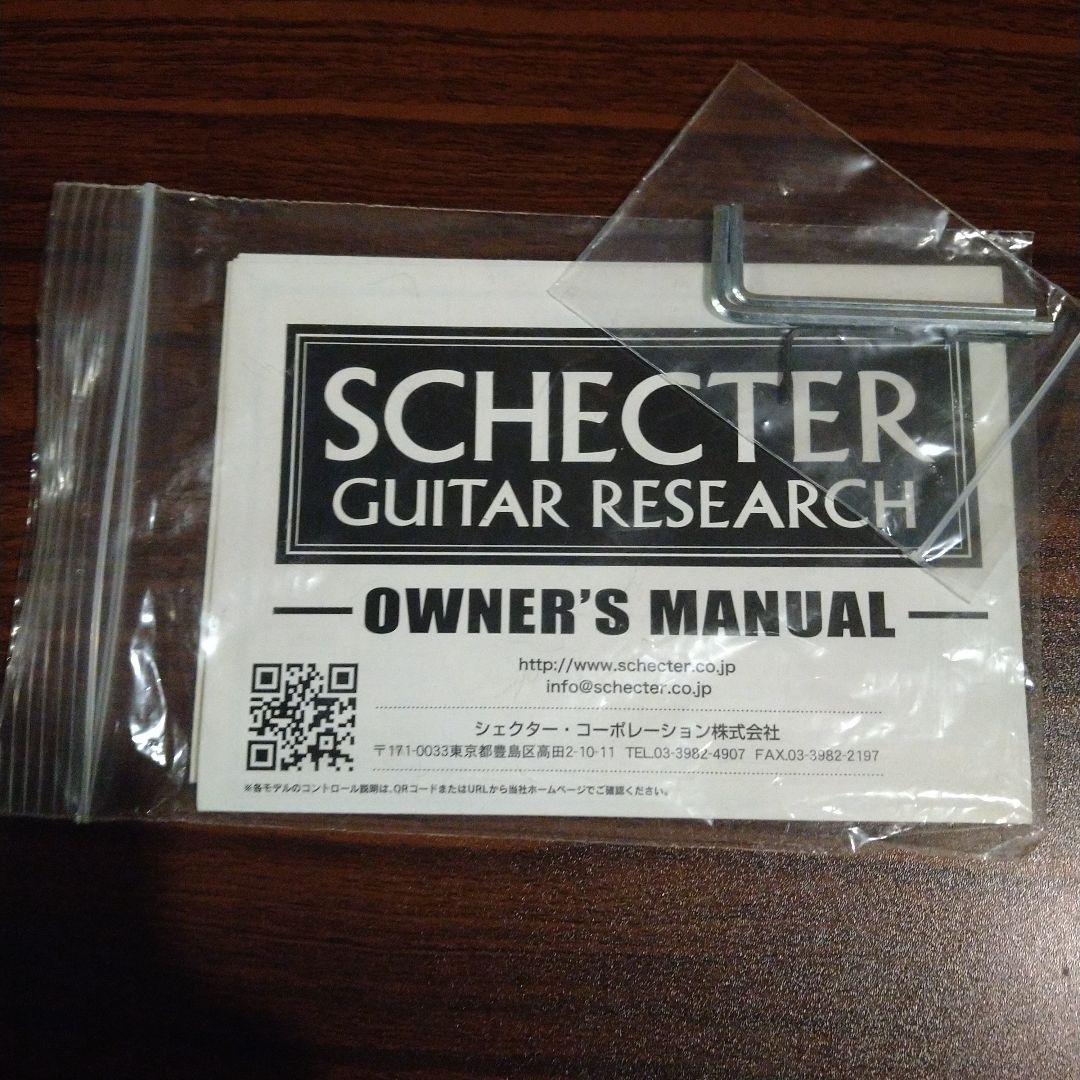 SCHECTER
GUITAR RESEARCH
OWNER'S MANUAL
http://www.schecter.co.jp
info@schecter.co.jp
シェクター・コーポレーション株式会社
〒171-0033東京都豊島区高田2-10-11 TEL.03-3982-4907 FAX.03-3982-2197
※各モデルのコントロール説明は、QRコードまたはURLから当社ホームページでご確認ください。